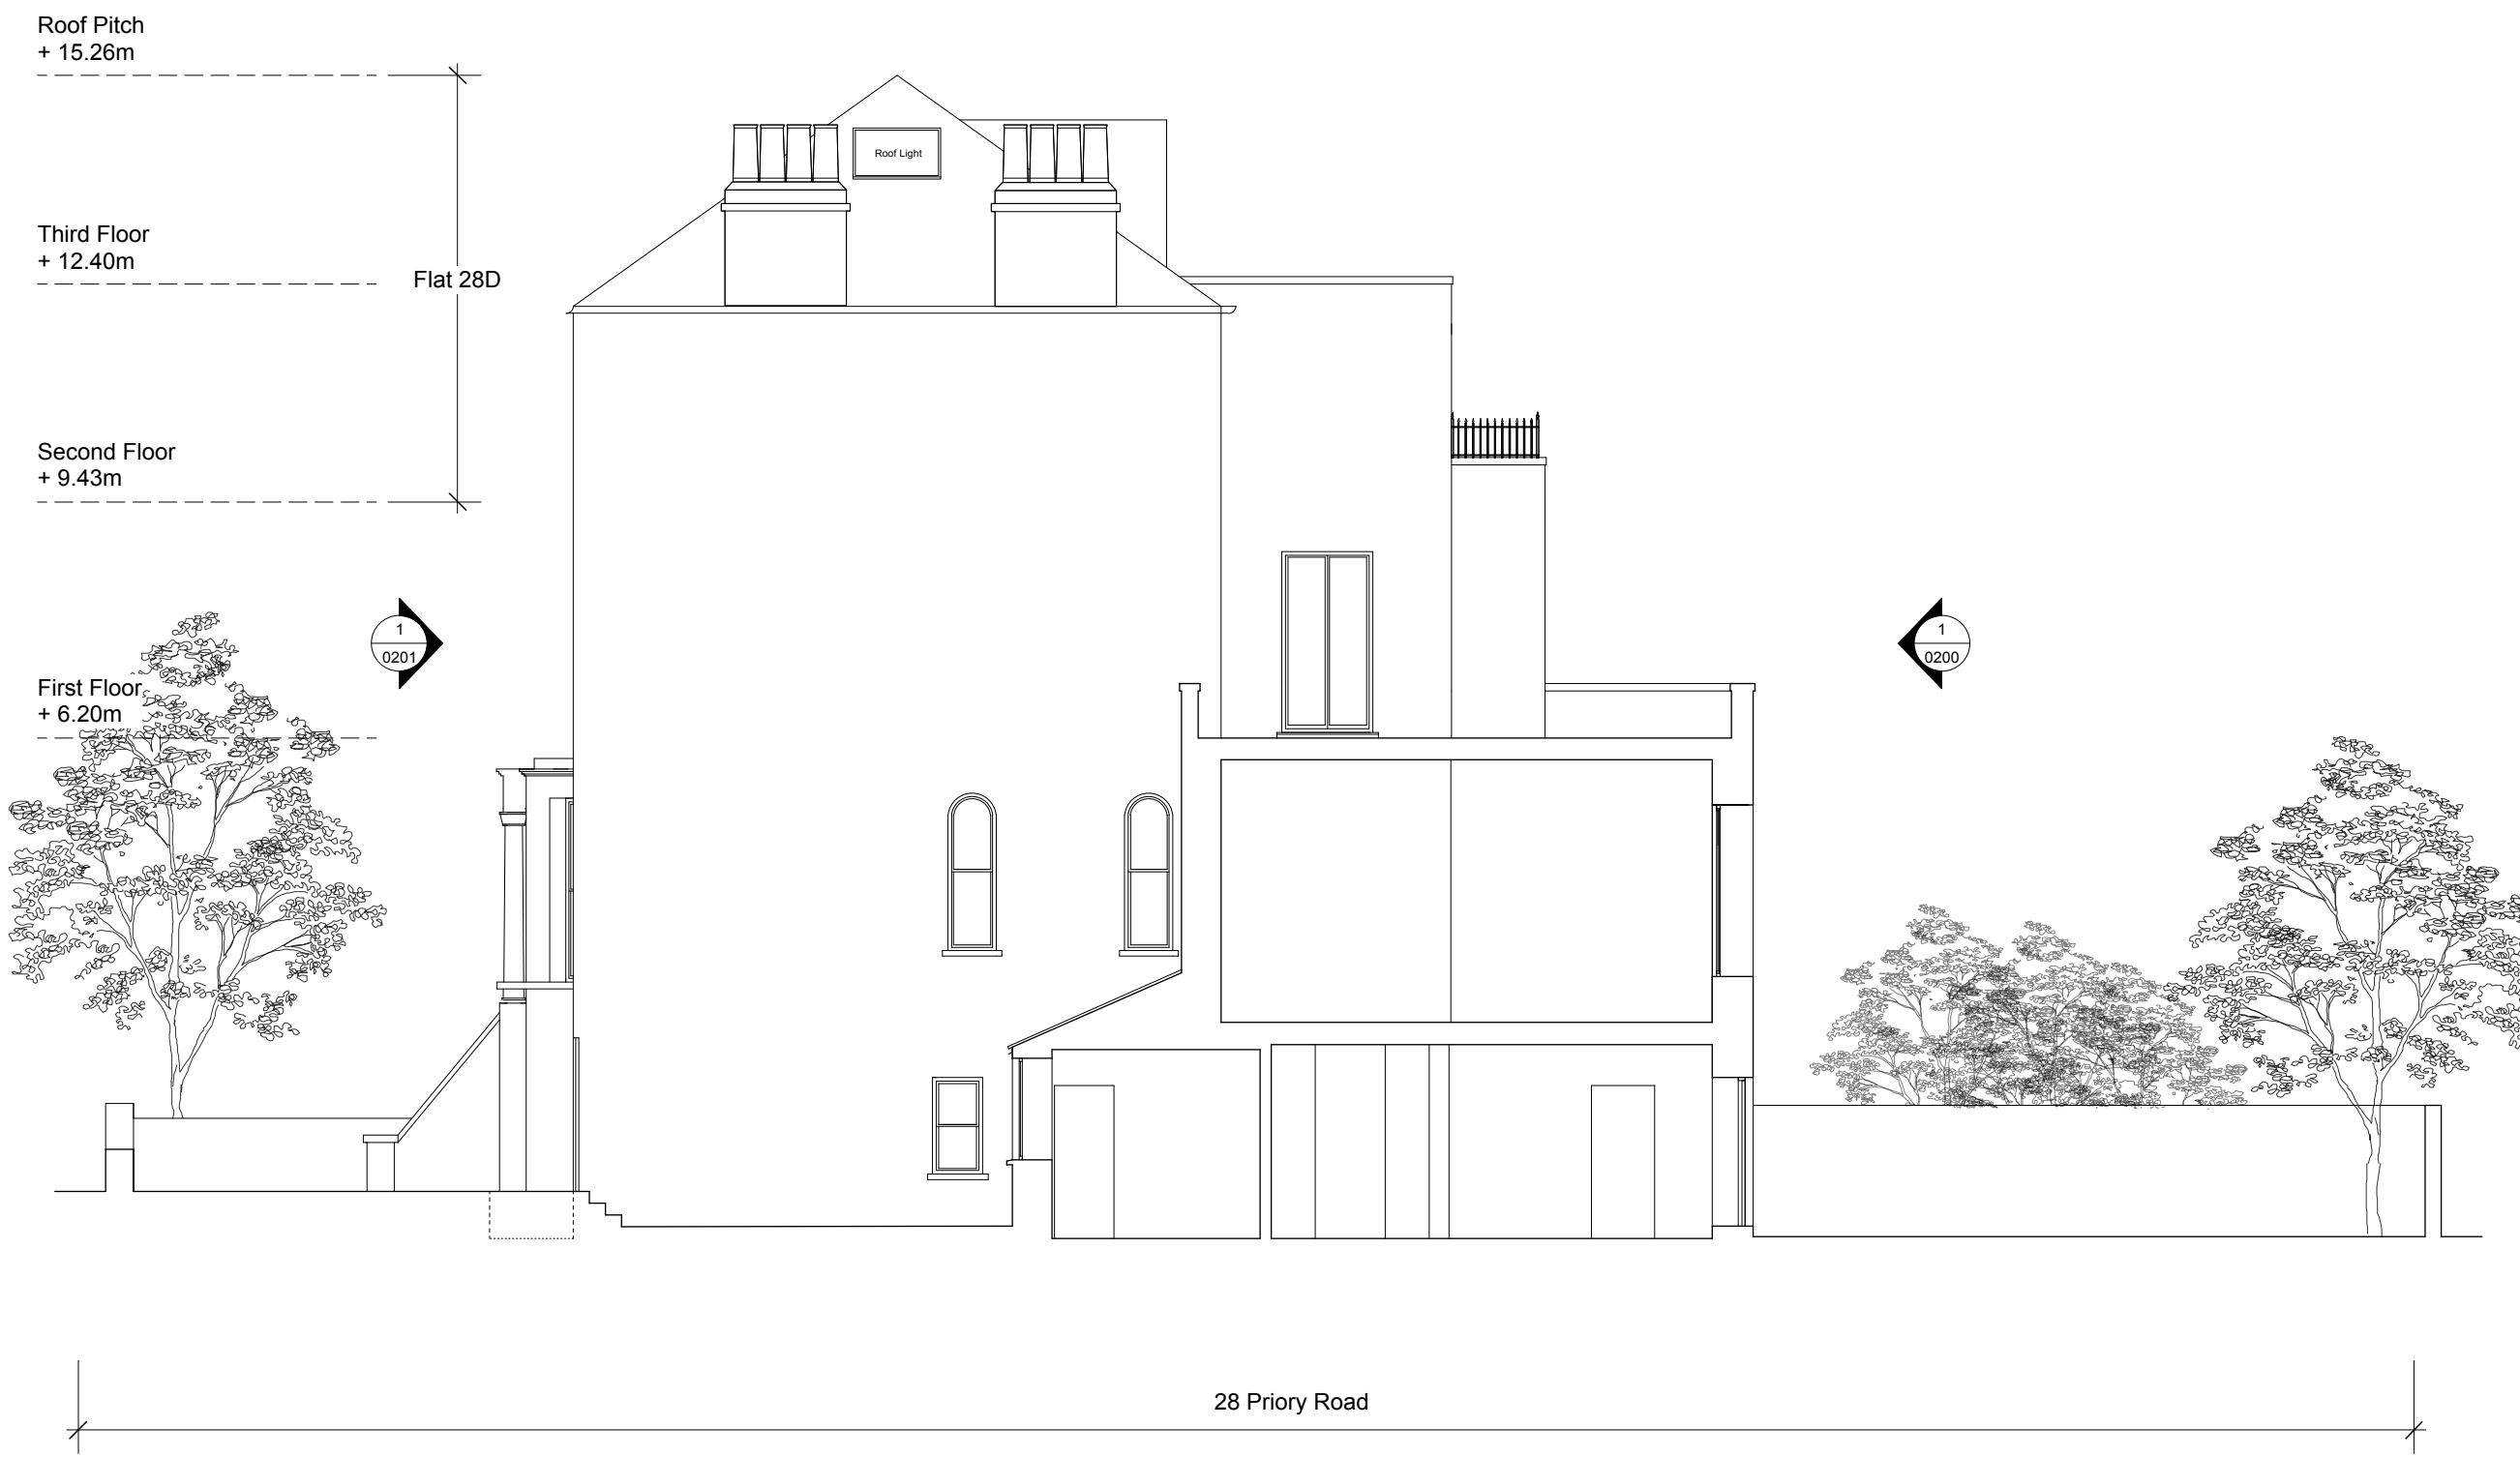 Roof Pitch
+ 15.26m
Roof Light
Third Floor
+ 12.40m
Flat 28D
Second Floor
+ 9.43m
1
0201
1
0200
First Floor
+ 6.20m
28 Priory Road